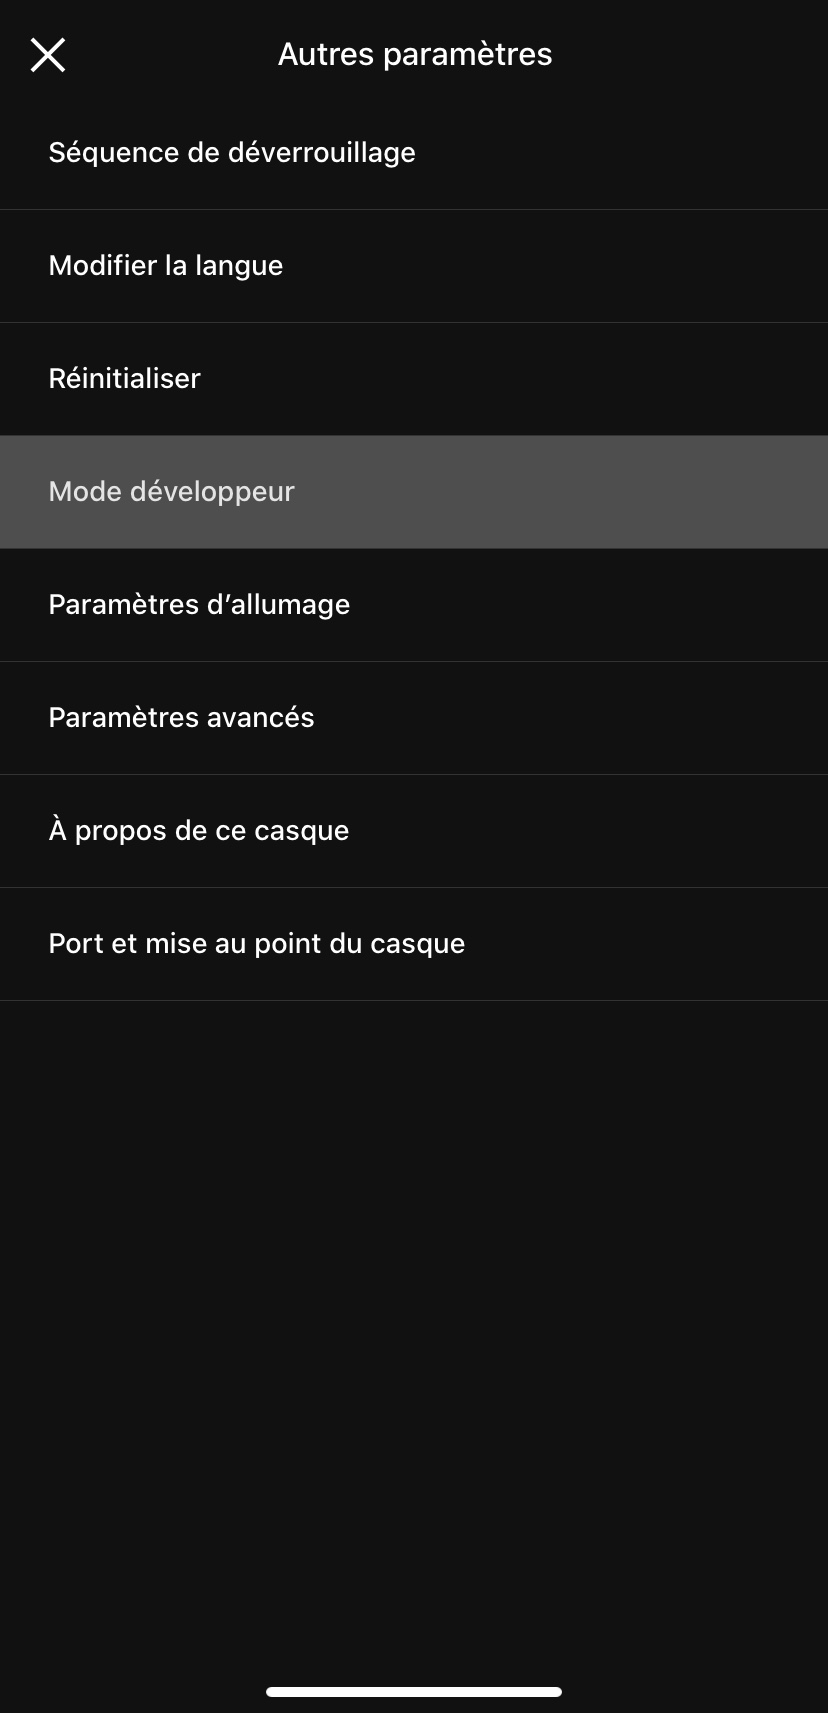 Autres paramètres
Séquence de déverrouillage
Modifier la langue
Réinitialiser
Mode développeur
Paramètres d’allumage
Paramètres avancés
À propos de ce casque
Port et mise au point du casque